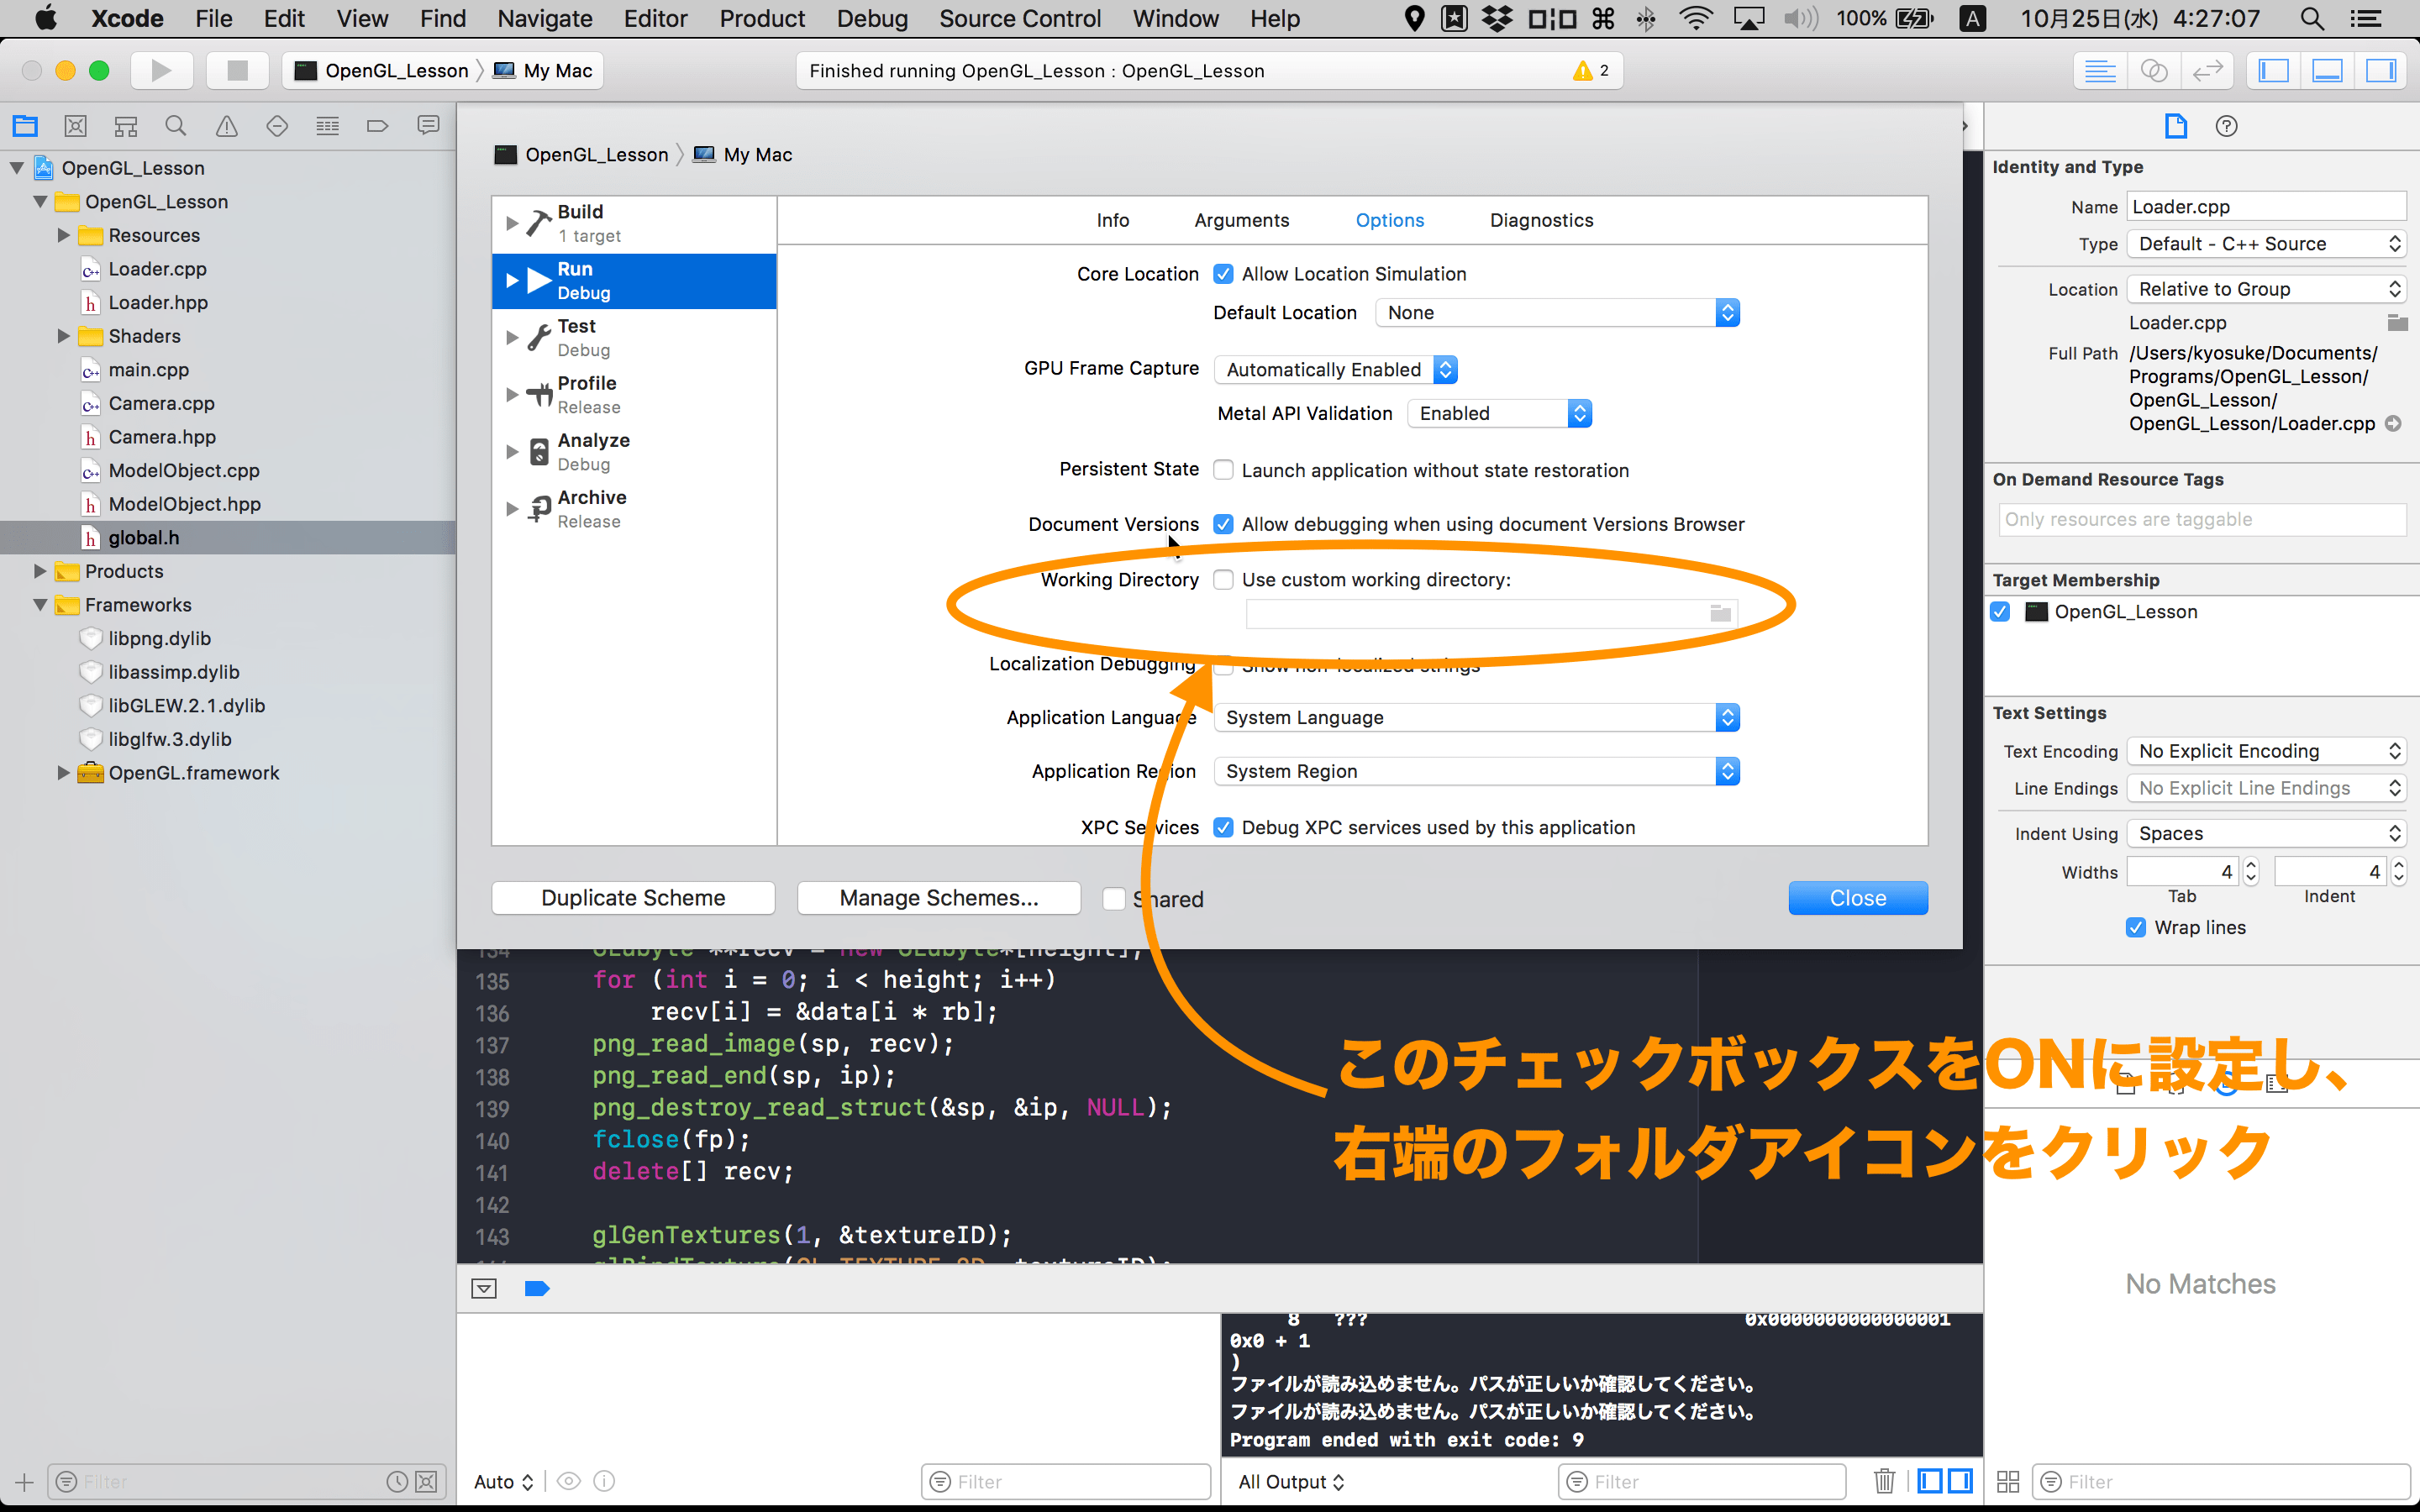 Xcode File Edit View Find Navigate Editor Product Debug Source Control Window Help 100% A 10月25日(水) 4:27:07
OpenGL_Lesson My Mac
Finished running OpenGL_Lesson : OpenGL_Lesson 2
OpenGL_Lesson
OpenGL_Lesson
Resources
Loader.cpp
Loader.hpp
Shaders
main.cpp
Camera.cpp
Camera.hpp
ModelObject.cpp
ModelObject.hpp
global.h
Products
Frameworks
libpng.dylib
libassimp.dylib
libGLEW.2.1.dylib
libglfw.3.dylib
OpenGL.framework
Filter
OpenGL_Lesson My Mac
Build
1 target
Run
Debug
Test
Debug
Profile
Release
Analyze
Debug
Archive
Release
Info Arguments Options Diagnostics
Core Location Allow Location Simulation
Default Location None
GPU Frame Capture Automatically Enabled
Metal API Validation Enabled
Persistent State Launch application without state restoration
Document Versions Allow debugging when using document Versions Browser
Working Directory Use custom working directory:
Localization Debugging Show non-localized strings
Application Language System Language
Application Region System Region
XPC Services Debug XPC services used by this application
Duplicate Scheme Manage Schemes... Shared Close
135 for (int i = 0; i < height; i++)
136 recv[i] = &data[i * rb];
137 png_read_image(sp, recv);
138 png_read_end(sp, ip);
139 png_destroy_read_struct(&sp, &ip, NULL);
140 fclose(fp);
141 delete[] recv;
142
143 glGenTextures(1, &textureID);
このチェックボックスをONに設定し、
右端のフォルダアイコンをクリック
8 ??? 0x0000000000000001
0x0 + 1
)
ファイルが読み込めません。パスが正しいか確認してください。
ファイルが読み込めません。パスが正しいか確認してください。
Program ended with exit code: 9
Auto Filter
All Output Filter
Identity and Type
Name Loader.cpp
Type Default - C++ Source
Location Relative to Group
Loader.cpp
Full Path /Users/kyosuke/Documents/
Programs/OpenGL_Lesson/
OpenGL_Lesson/
OpenGL_Lesson/Loader.cpp
On Demand Resource Tags
Only resources are taggable
Target Membership
OpenGL_Lesson
Text Settings
Text Encoding No Explicit Encoding
Line Endings No Explicit Line Endings
Indent Using Spaces
Widths 4 4
Tab Indent
Wrap lines
No Matches
Filter